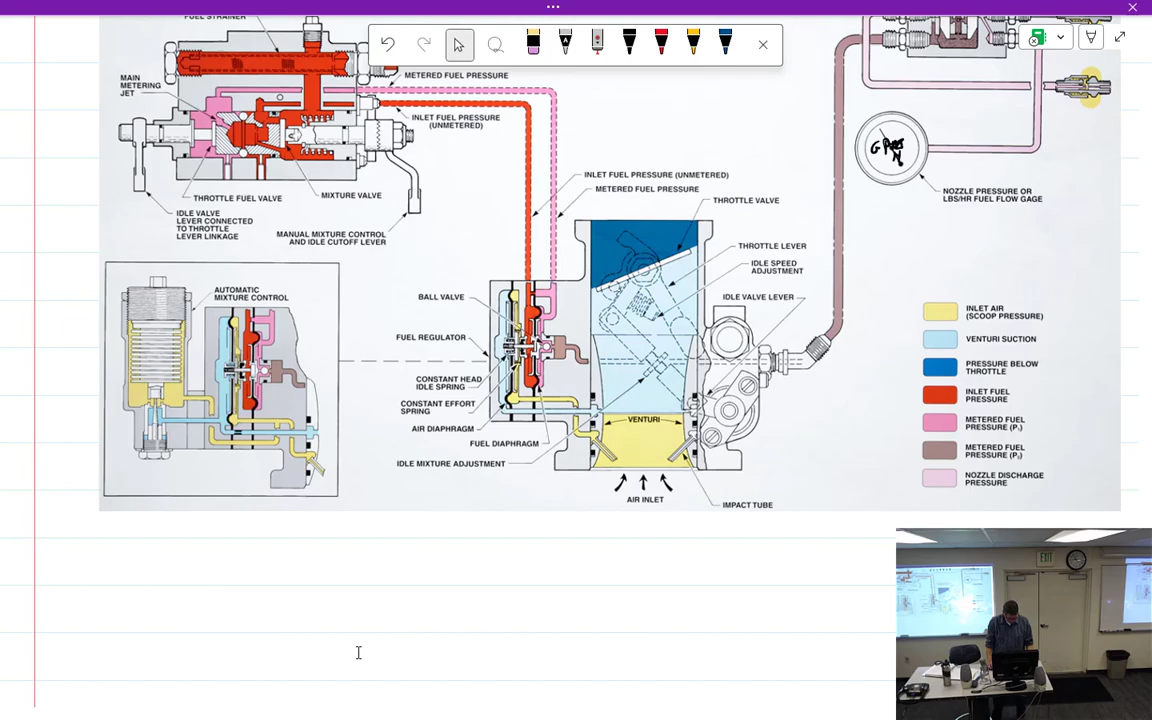 FUEL STRAINER
MAIN
METERING
JET
METERED FUEL PRESSURE
INLET FUEL PRESSURE
(UNMETERED)
THROTTLE FUEL VALVE
MIXTURE VALVE
IDLE VALVE
LEVER CONNECTED
TO THROTTLE
LEVER LINKAGE
MANUAL MIXTURE CONTROL
AND IDLE CUTOFF LEVER
INLET FUEL PRESSURE (UNMETERED)
METERED FUEL PRESSURE
THROTTLE VALVE
NOZZLE PRESSURE OR
LBS/HR FUEL FLOW GAGE
THROTTLE LEVER
IDLE SPEED
ADJUSTMENT
IDLE VALVE LEVER
AUTOMATIC
MIXTURE CONTROL
BALL VALVE
FUEL REGULATOR
CONSTANT HEAD
IDLE SPRING
CONSTANT EFFORT
SPRING
AIR DIAPHRAGM
FUEL DIAPHRAGM
IDLE MIXTURE ADJUSTMENT
VENTURI
AIR INLET
IMPACT TUBE
INLET AIR
(SCOOP PRESSURE)
VENTURI SUCTION
PRESSURE BELOW
THROTTLE
INLET FUEL
PRESSURE
METERED FUEL
PRESSURE (P₁)
METERED FUEL
PRESSURE (P₂)
NOZZLE DISCHARGE
PRESSURE
EXIT